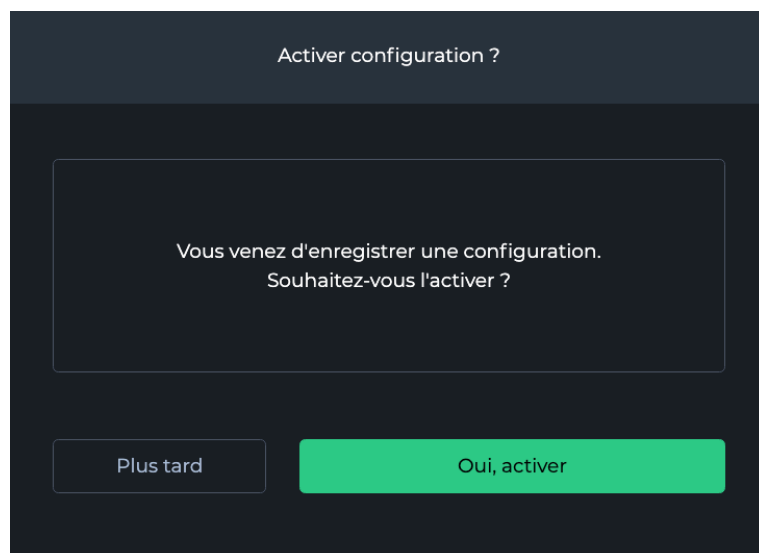 Activer configuration ?
Vous venez d'enregistrer une configuration.
Souhaitez-vous l'activer ?
Plus tard
Oui, activer